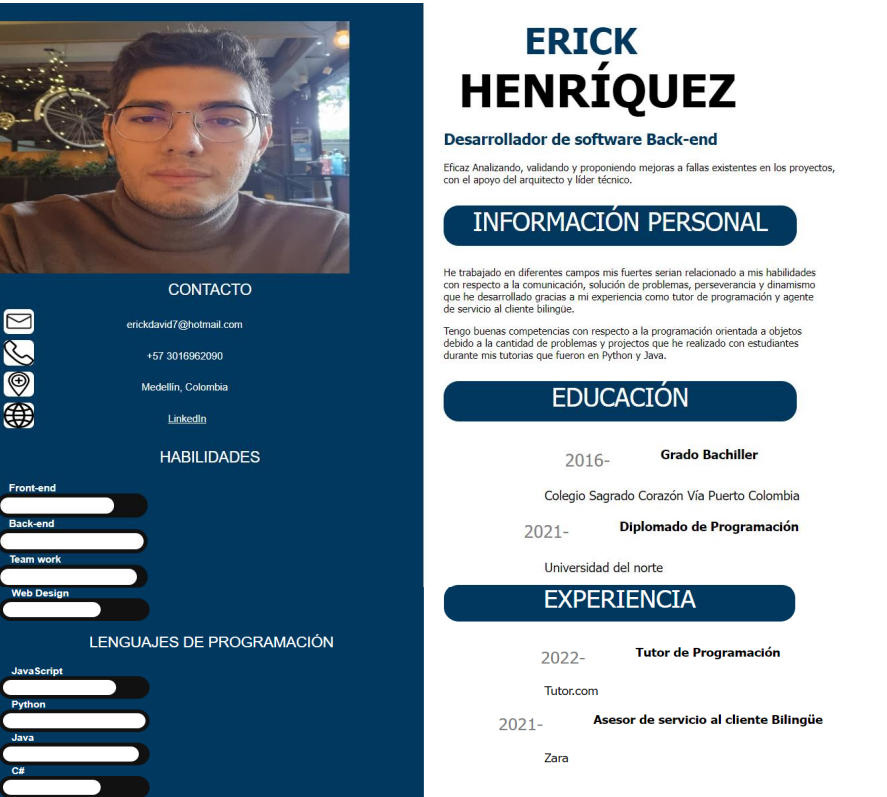 CONTACTO
erickdavid7@hotmail.com
+57 3016962090
Medellín, Colombia
LinkedIn
HABILIDADES
Front-end
Back-end
Team work
Web Design
LENGUAJES DE PROGRAMACIÓN
JavaScript
Python
Java
C#
ERICK
HENRÍQUEZ
Desarrollador de software Back-end
Eficaz Analizando, validando y proponiendo mejoras a fallas existentes en los proyectos,
con el apoyo del arquitecto y líder técnico.
INFORMACIÓN PERSONAL
He trabajado en diferentes campos mis fuertes serian relacionado a mis habilidades
con respecto a la comunicación, solución de problemas, perseverancia y dinamismo
que he desarrollado gracias a mi experiencia como tutor de programación y agente
de servicio al cliente bilingüe.
Tengo buenas competencias con respecto a la programación orientada a objetos
debido a la cantidad de problemas y projectos que he realizado con estudiantes
durante mis tutorias que fueron en Python y Java.
EDUCACIÓN
2016- Grado Bachiller
Colegio Sagrado Corazón Vía Puerto Colombia
2021- Diplomado de Programación
Universidad del norte
EXPERIENCIA
2022- Tutor de Programación
Tutor.com
2021- Asesor de servicio al cliente Bilingüe
Zara